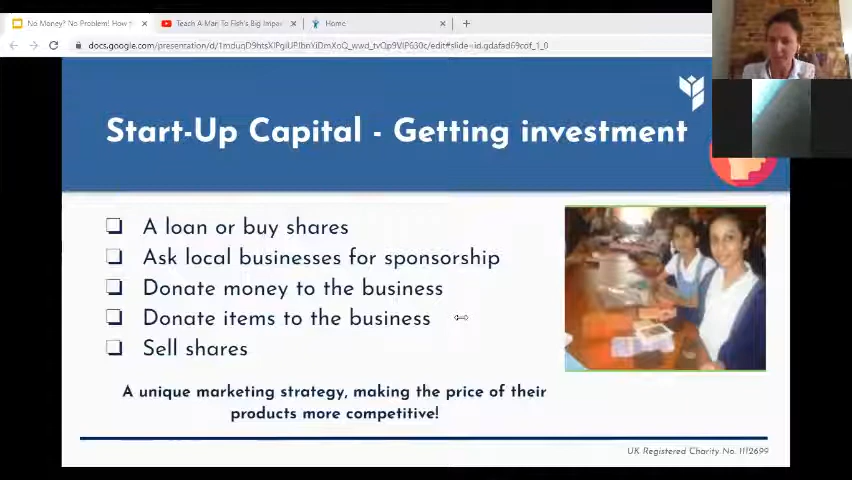 No Money? No Problem! How t
Teach A Man To Fish's Big Impac
Home
Start-Up Capital - Getting investment
A loan or buy shares
Ask local businesses for sponsorship
Donate money to the business
Donate items to the business
Sell shares
A unique marketing strategy, making the price of their
products more competitive!
UK Registered Charity No. 1112699